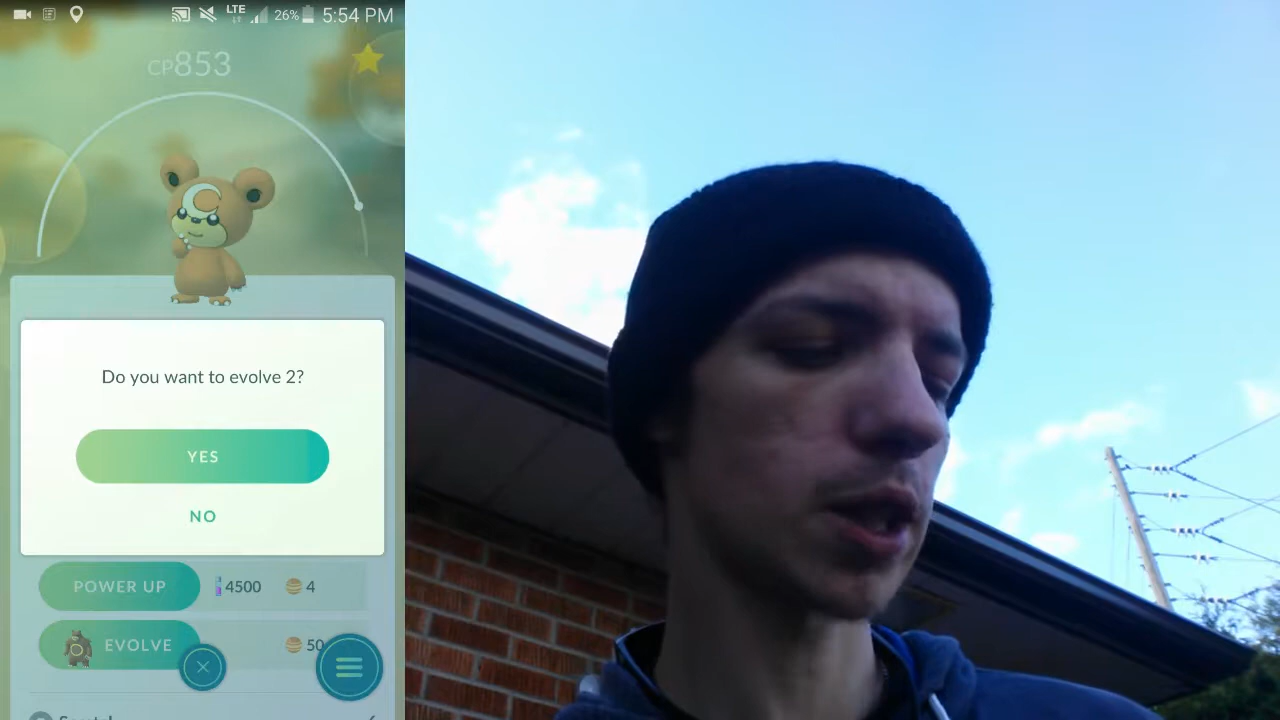 LTE 26% 5:54 PM
CP853
Do you want to evolve 2?
YES
NO
POWER UP 4500 4
EVOLVE 50